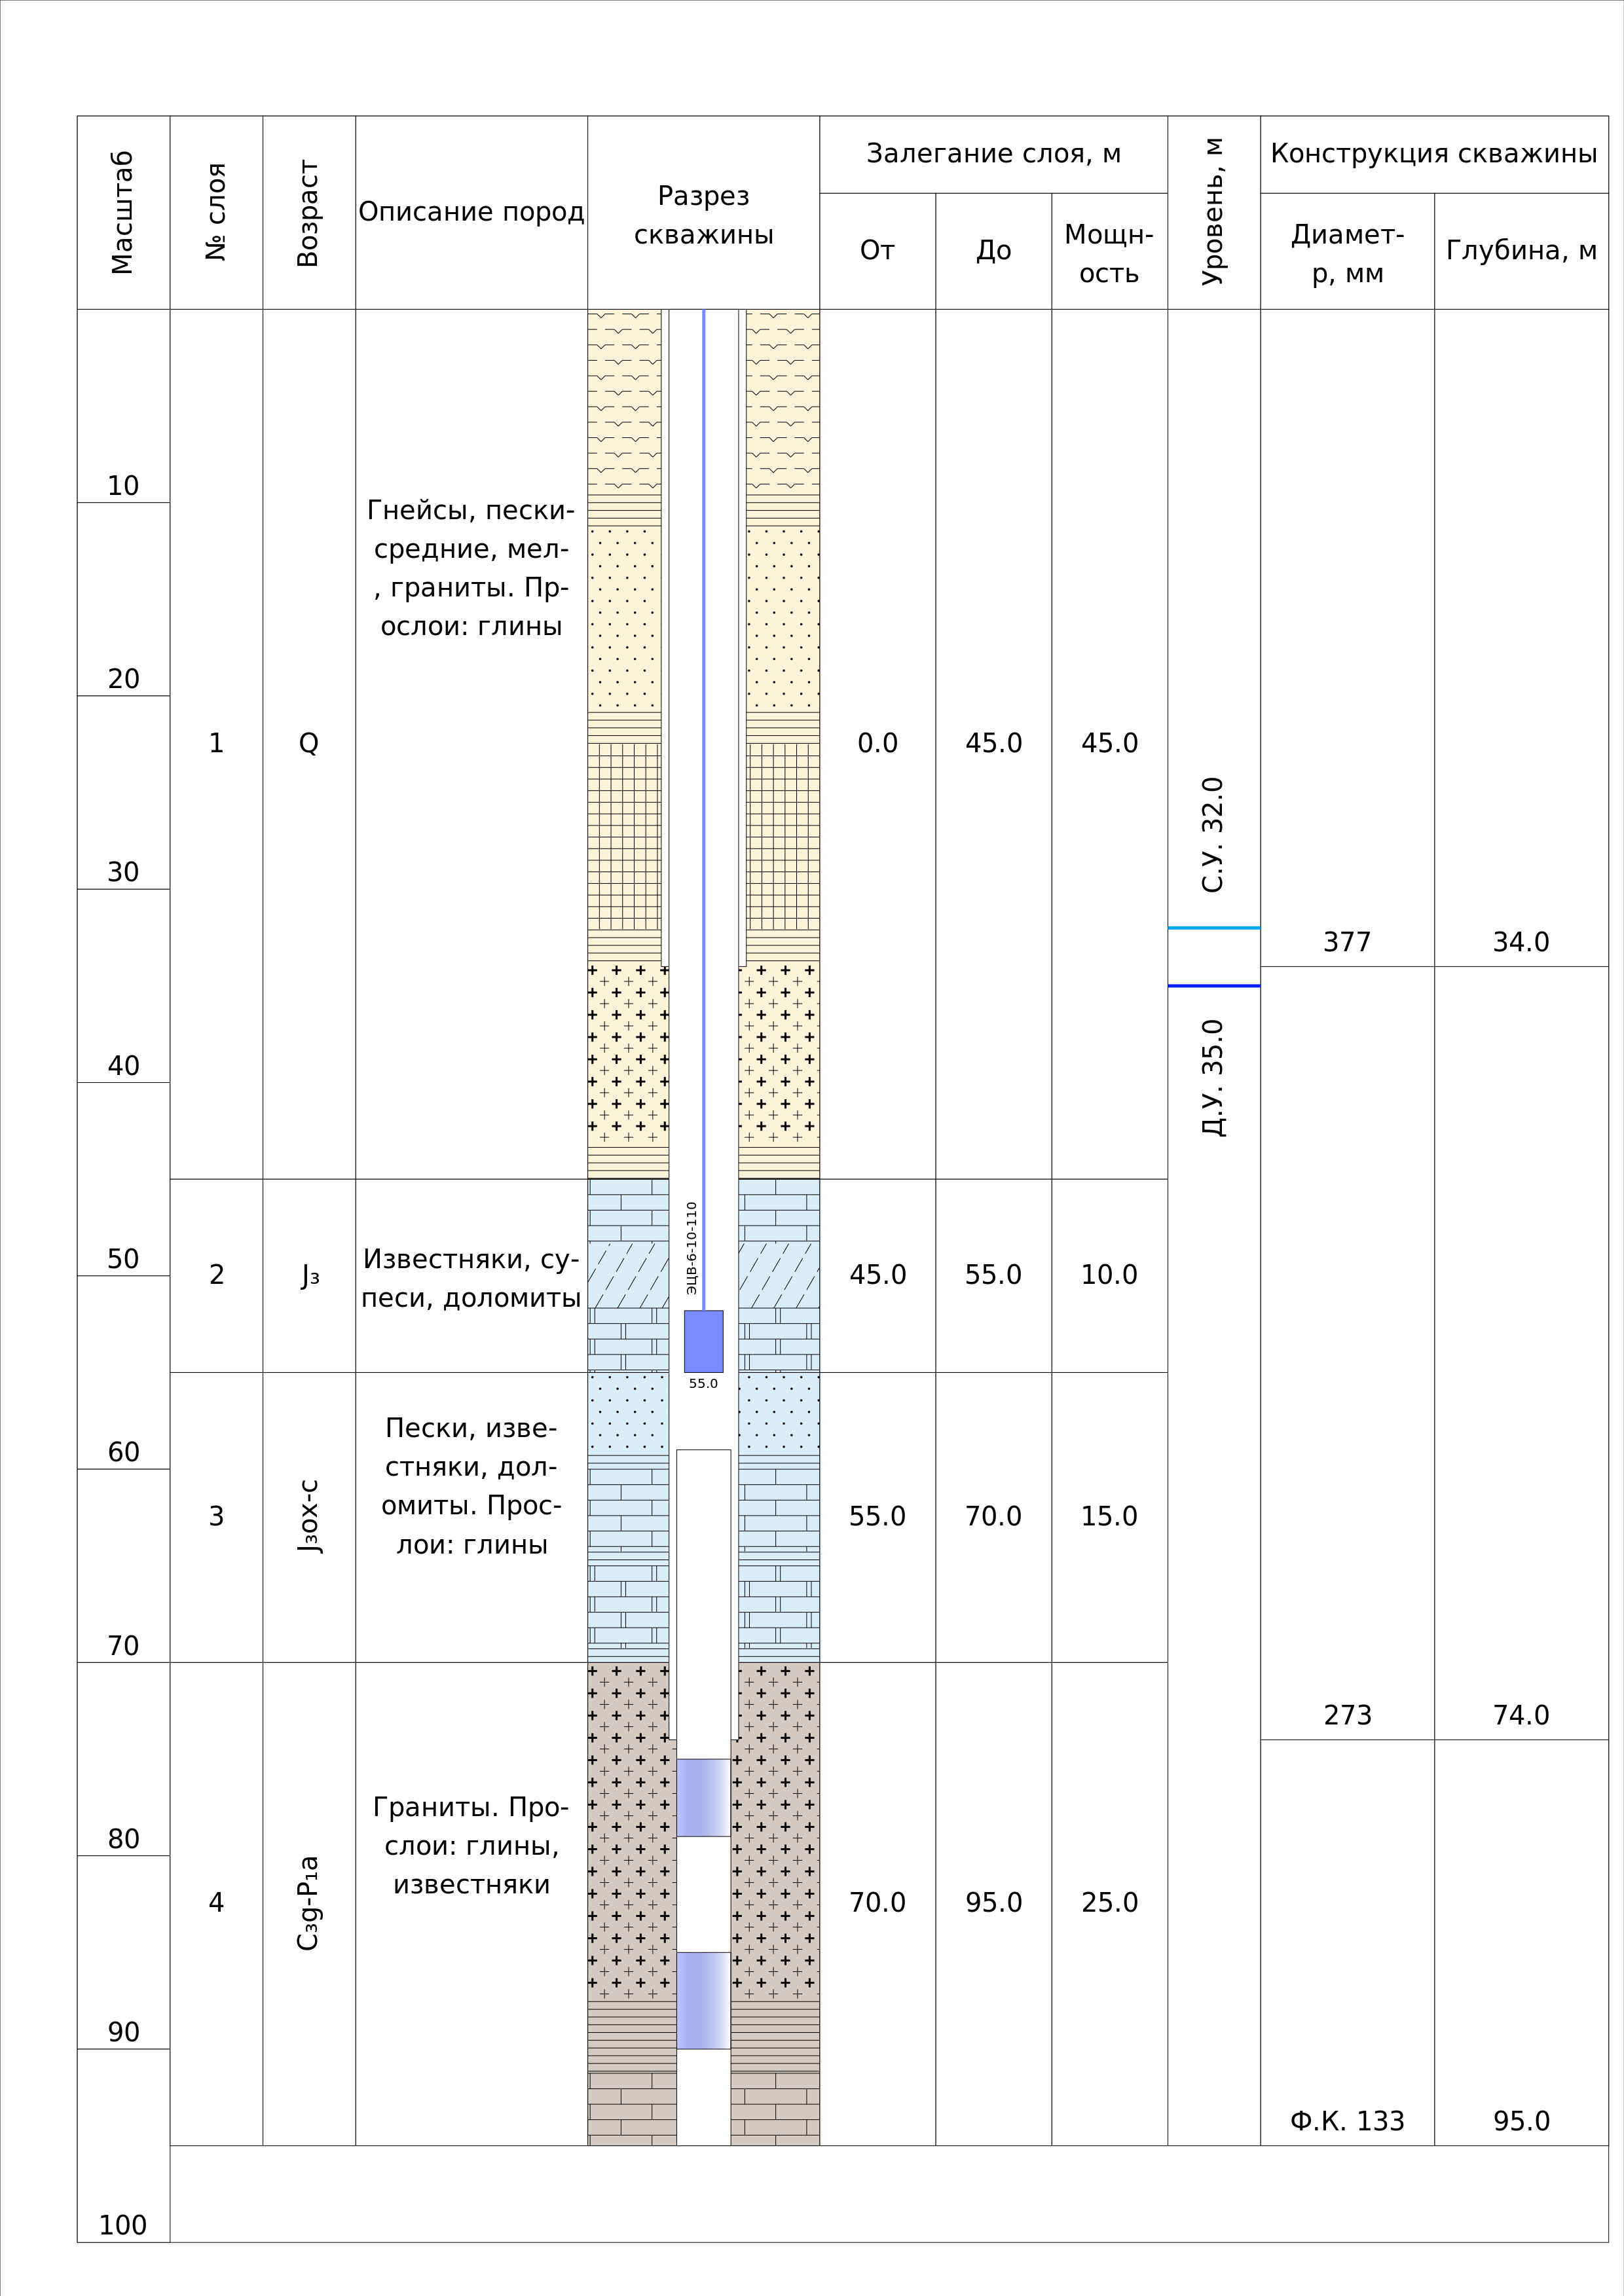 Масштаб
№ слоя
Возраст
Описание пород
Разрез
скважины
Залегание слоя, м
От
До
Мощн-
ость
Уровень, м
Конструкция скважины
Диамет-
р, мм
Глубина, м
10
20
30
40
50
60
70
80
90
100
1
Q
Гнейсы, пески-
средние, мел-
, граниты. Пр-
ослои: глины
0.0
45.0
45.0
С.У. 32.0
Д.У. 35.0
377
34.0
2
J₃
Известняки, су-
песи, доломиты
ЭЦВ-6-10-110
55.0
45.0
55.0
10.0
3
J₃ox-c
Пески, изве-
стняки, дол-
омиты. Прос-
лои: глины
55.0
70.0
15.0
273
74.0
4
C₃g-P₁a
Граниты. Про-
слои: глины,
известняки
70.0
95.0
25.0
Ф.К. 133
95.0